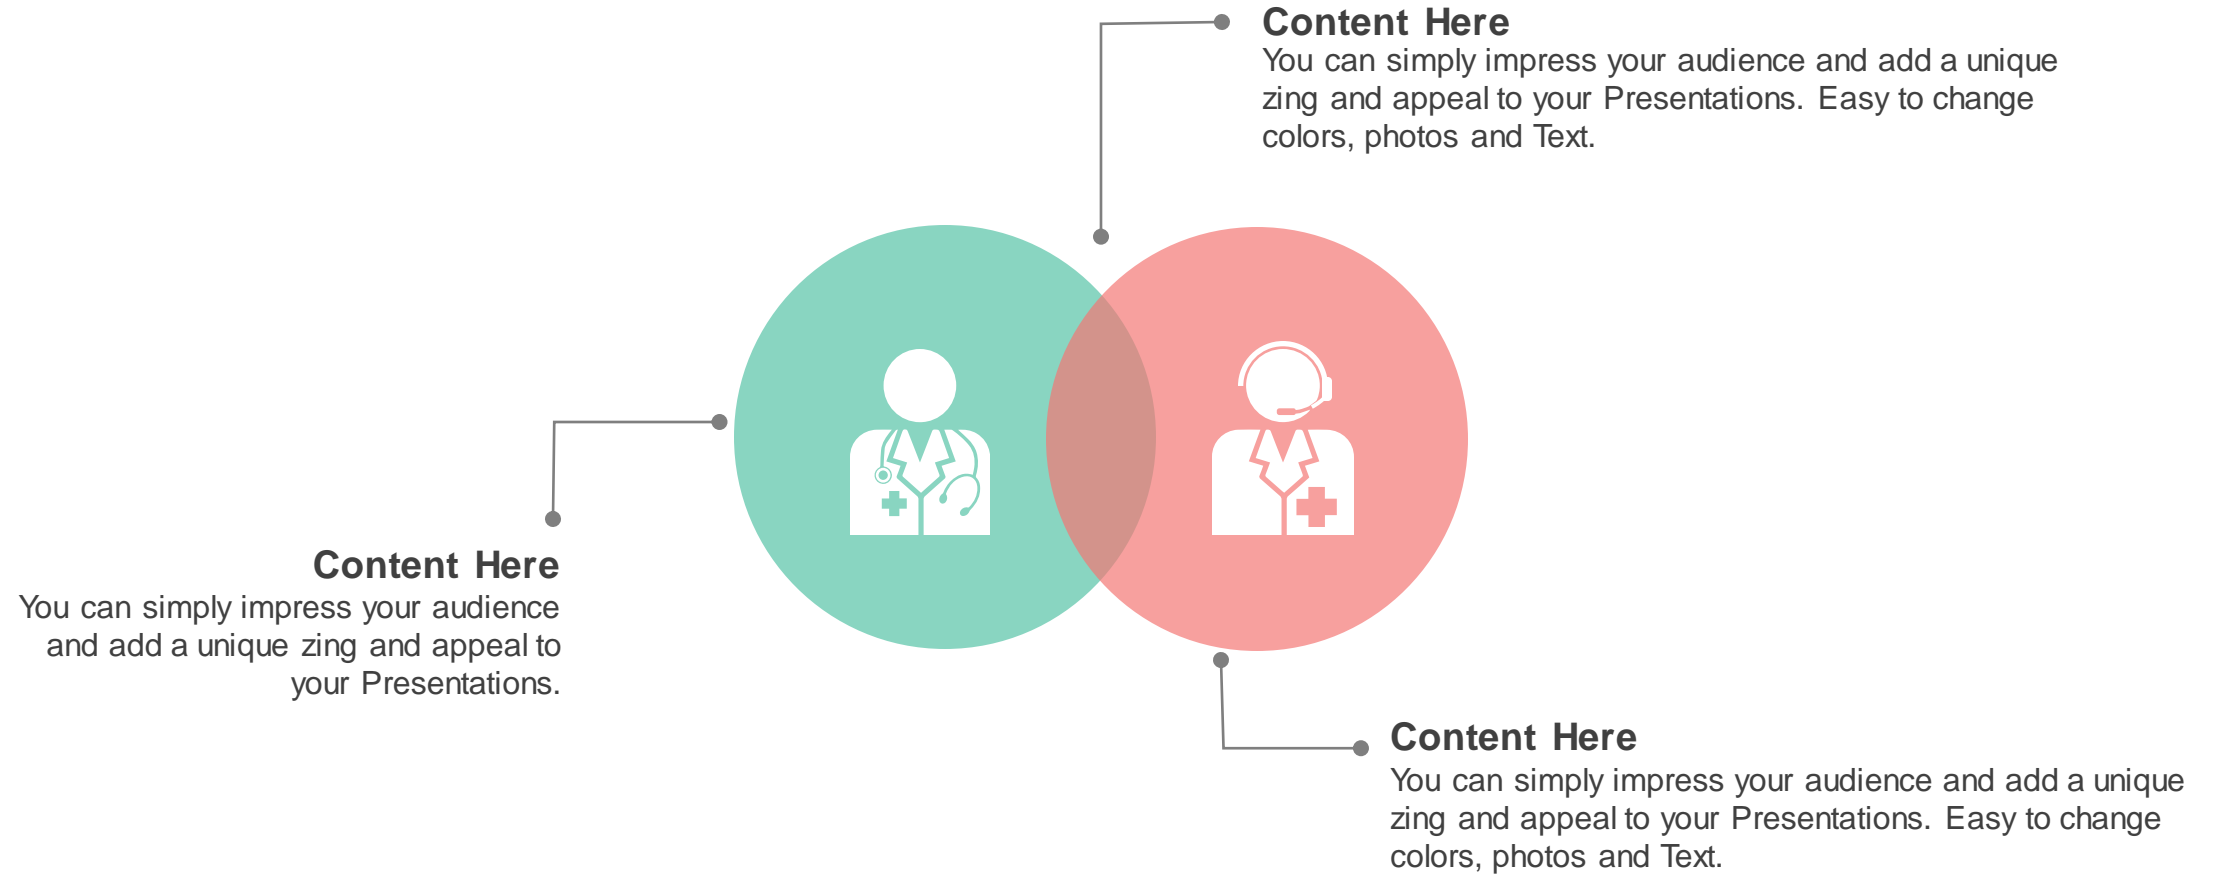 Content Here
You can simply impress your audience and add a unique
zing and appeal to your Presentations. Easy to change
colors, photos and Text.
Content Here
You can simply impress your audience
and add a unique zing and appeal to
your Presentations.
Content Here
You can simply impress your audience and add a unique
zing and appeal to your Presentations. Easy to change
colors, photos and Text.